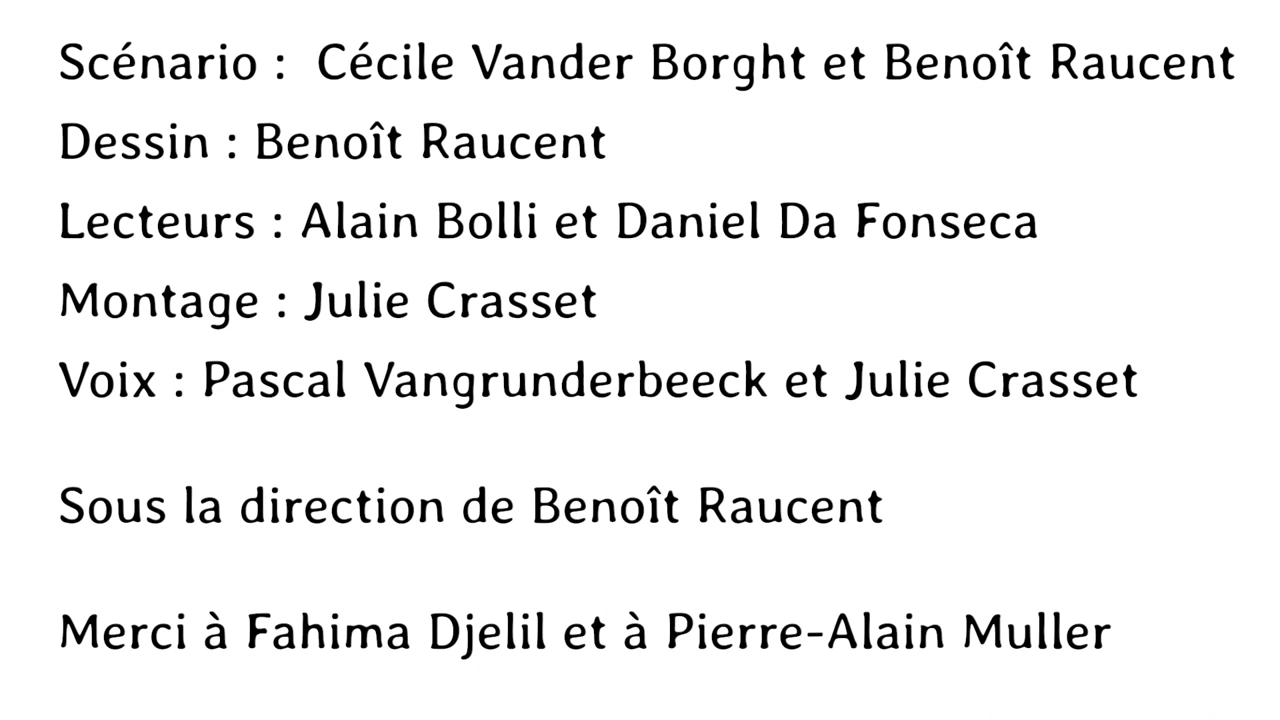 Scénario : Cécile Vander Borght et Benoît Raucent
Dessin : Benoît Raucent
Lecteurs : Alain Bolli et Daniel Da Fonseca
Montage : Julie Crasset
Voix : Pascal Vangrunderbeeck et Julie Crasset
Sous la direction de Benoît Raucent
Merci à Fahima Djelil et à Pierre-Alain Muller